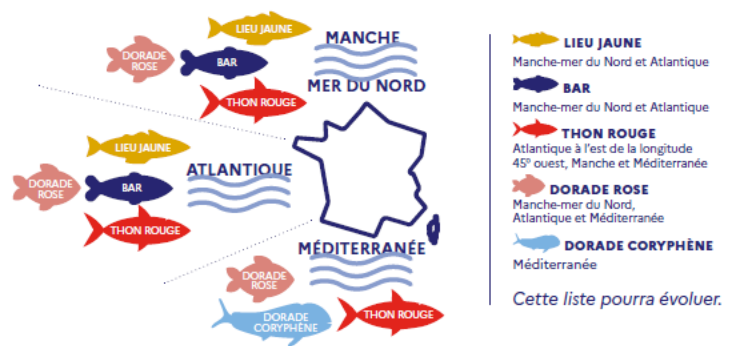 LIEU JAUNE
MANCHE
DORADE
ROSE
BAR
THON ROUGE
MER DU NORD
LIEU JAUNE
ATLANTIQUE
DORADE
ROSE
BAR
THON ROUGE
MÉDITERRANÉE
DORADE
ROSE
DORADE
CORYPHÈNE
THON ROUGE
LIEU JAUNE
Manche-mer du Nord et Atlantique
BAR
Manche-mer du Nord et Atlantique
THON ROUGE
Atlantique à l'est de la longitude
45° ouest, Manche et Méditerranée
DORADE ROSE
Manche-mer du Nord,
Atlantique et Méditerranée
DORADE CORYPHÈNE
Méditerranée
Cette liste pourra évoluer.